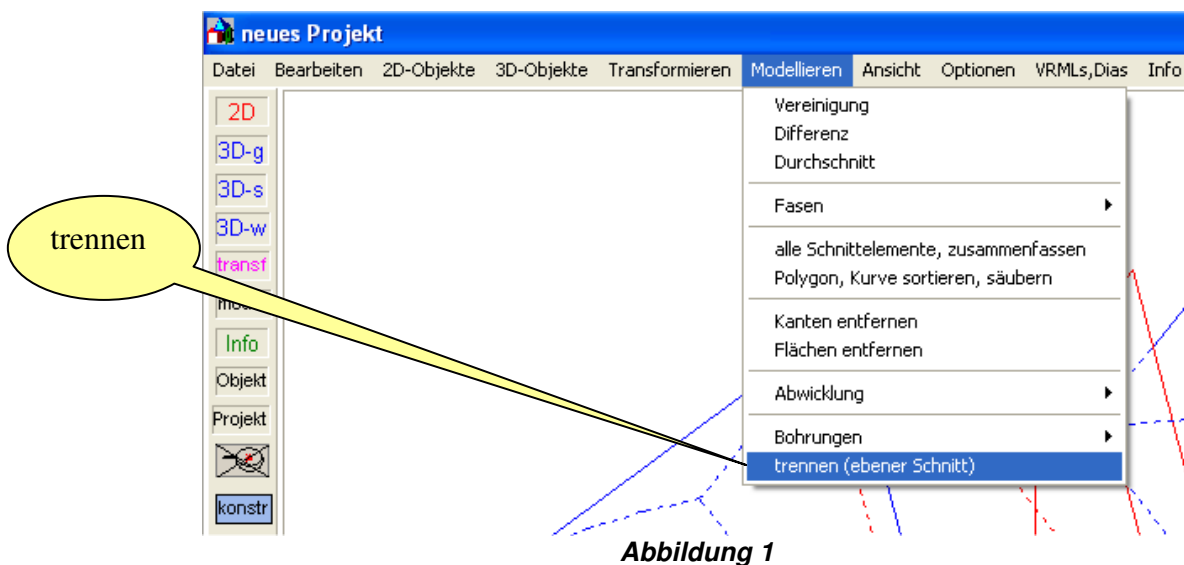 neues Projekt
Datei Bearbeiten 2D-Objekte 3D-Objekte Transformieren Modellieren Ansicht Optionen VRMLs,Dias Info
2D
3D-g
3D-s
3D-w
transf
Info
Objekt
Projekt
konstr
trennen
Vereinigung
Differenz
Durchschnitt
Fasen
alle Schnittelemente, zusammenfassen
Polygon, Kurve sortieren, säubern
Kanten entfernen
Flächen entfernen
Abwicklung
Bohrungen
trennen (ebener Schnitt)
Abbildung 1